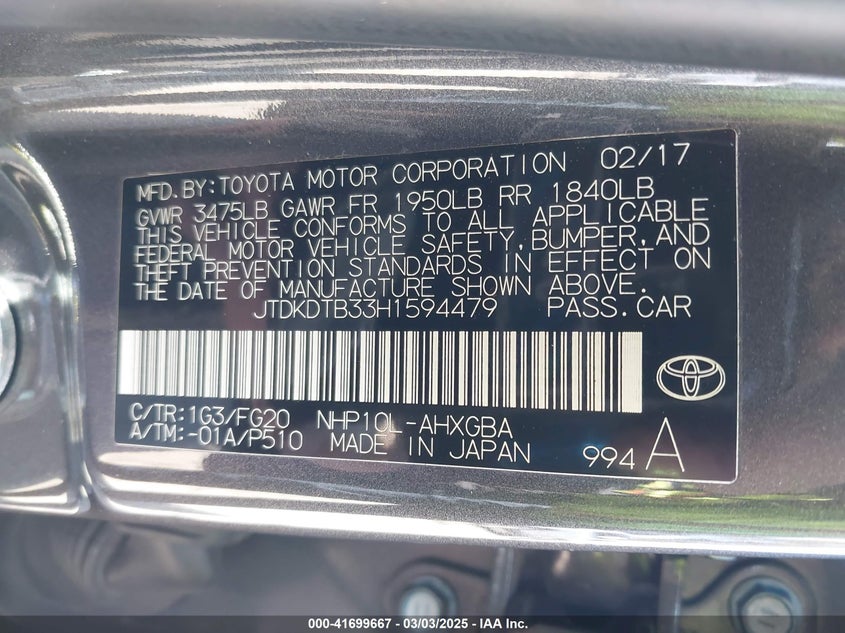 MFD.BY:TOYOTA MOTOR CORPORATION 02/17
GVWR 3475LB GAWR FR 1950LB RR 1840LB
THIS VEHICLE CONFORMS TO ALL APPLICABLE
FEDERAL MOTOR VEHICLE SAFETY,BUMPER,AND
THEFT PREVENTION STANDARDS IN EFFECT ON
THE DATE OF MANUFACTURE SHOWN ABOVE.
JTDKDTB33H1594479 PASS.CAR
C/TR:1G3/FG20 NHP10L-AHXGBA
A/TM:-01A/P510 MADE IN JAPAN 994 A
000-41699667 — 03/03/2025 — IAA Inc.